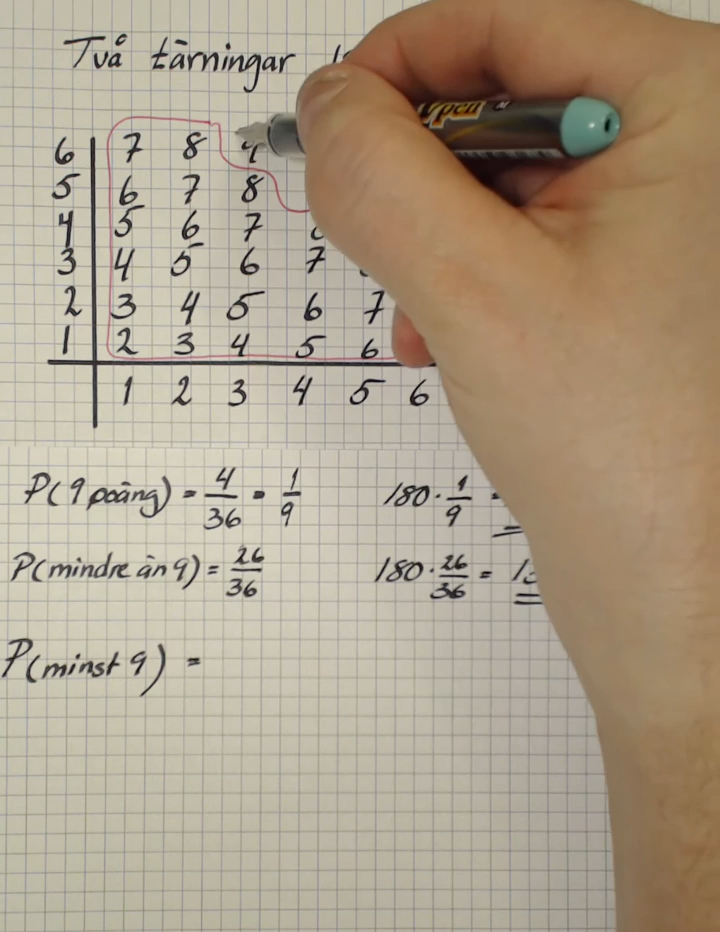 Två tärningar
6 7 8
5 6 7 8
4 5 6 7
3 4 5 6 7
2 3 4 5 6 7
1 2 3 4 5 6
1 2 3 4 5 6
P(9 poäng) = 4/36 = 1/9 180 · 1/9 =
P(mindre än 9) = 26/36 180 · 26/36 =
P(minst 9) =